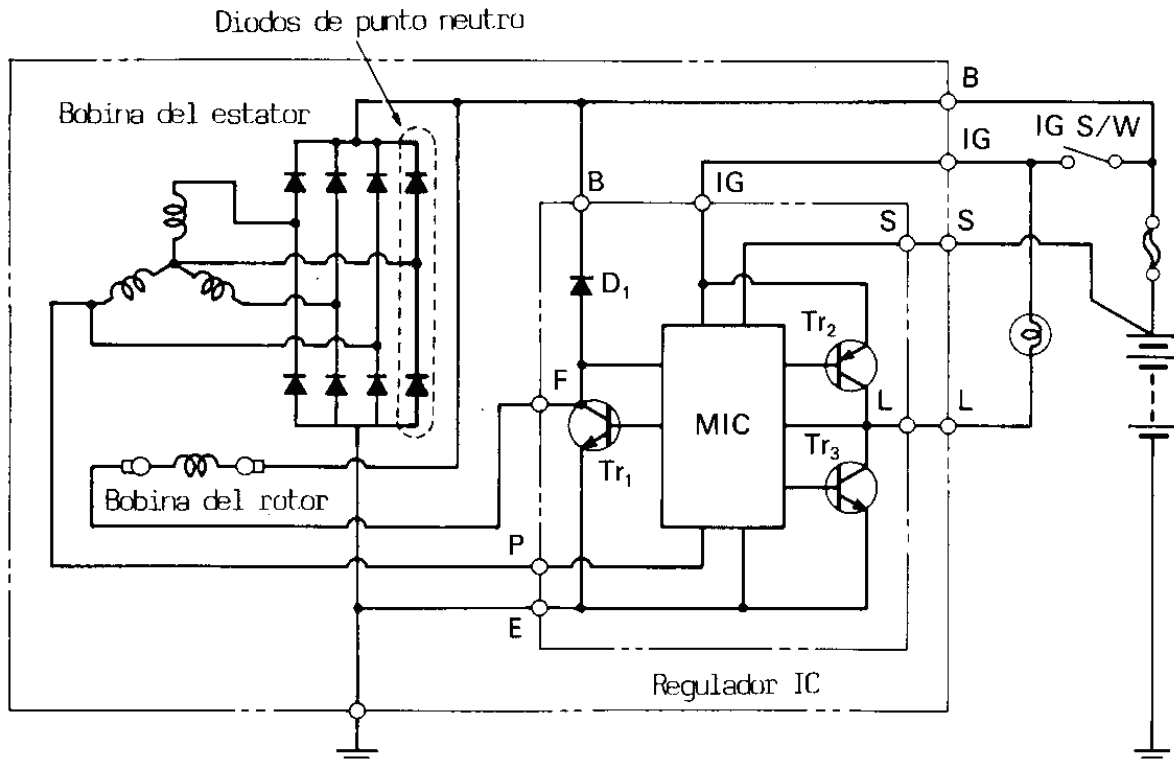 Diodos de punto neutro
B
Bobina del estator
IG S/W
IG
B
IG
S
S
D1
Tr2
F
L
L
MIC
Tr1
Tr3
Bobina del rotor
P
E
Regulador IC